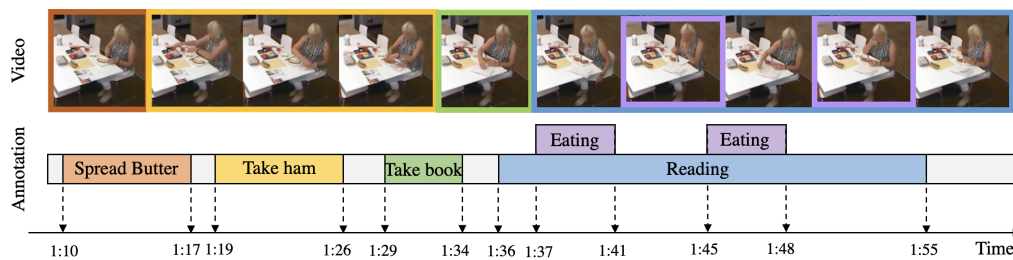 Video
Annotation
Eating
Eating
Spread Butter
Take ham
Take book
Reading
1:10
1:17
1:19
1:26
1:29
1:34
1:36
1:37
1:41
1:45
1:48
1:55
Time